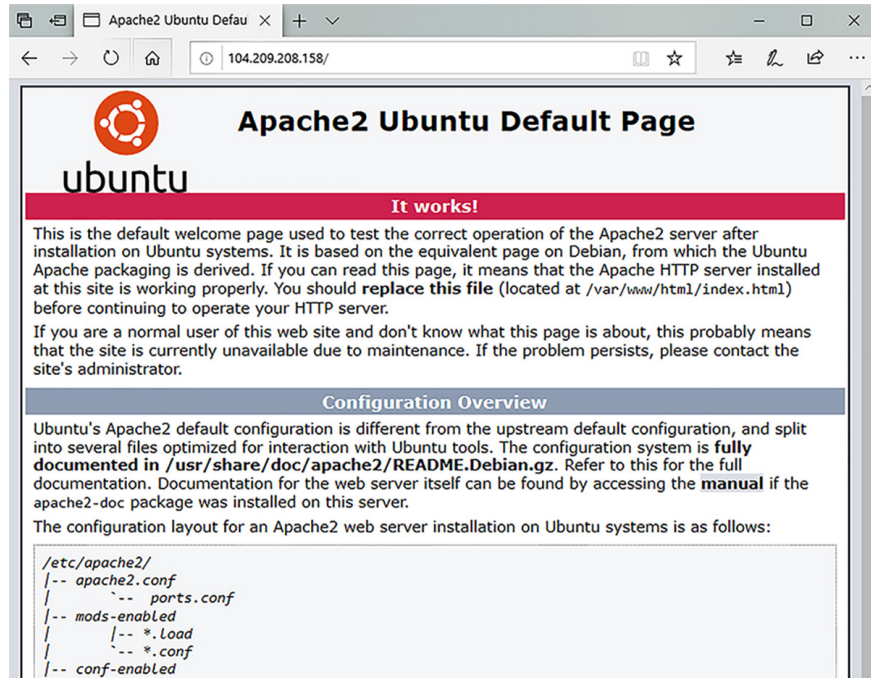 Apache2 Ubuntu Defau
104.209.208.158/
Apache2 Ubuntu Default Page
ubuntu
It works!
This is the default welcome page used to test the correct operation of the Apache2 server after
installation on Ubuntu systems. It is based on the equivalent page on Debian, from which the Ubuntu
Apache packaging is derived. If you can read this page, it means that the Apache HTTP server installed
at this site is working properly. You should replace this file (located at /var/www/html/index.html)
before continuing to operate your HTTP server.
If you are a normal user of this web site and don't know what this page is about, this probably means
that the site is currently unavailable due to maintenance. If the problem persists, please contact the
site's administrator.
Configuration Overview
Ubuntu's Apache2 default configuration is different from the upstream default configuration, and split
into several files optimized for interaction with Ubuntu tools. The configuration system is fully
documented in /usr/share/doc/apache2/README.Debian.gz. Refer to this for the full
documentation. Documentation for the web server itself can be found by accessing the manual if the
apache2-doc package was installed on this server.
The configuration layout for an Apache2 web server installation on Ubuntu systems is as follows:
/etc/apache2/
|-- apache2.conf
|       `--  ports.conf
|-- mods-enabled
|       |-- *.load
|       `-- *.conf
|-- conf-enabled